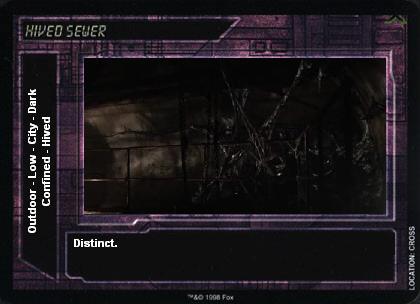 HIVED SEWER
Outdoor - Low - City - Dark
Confined - Hived
Distinct.
™&© 1998 Fox
LOCATION: CROSS